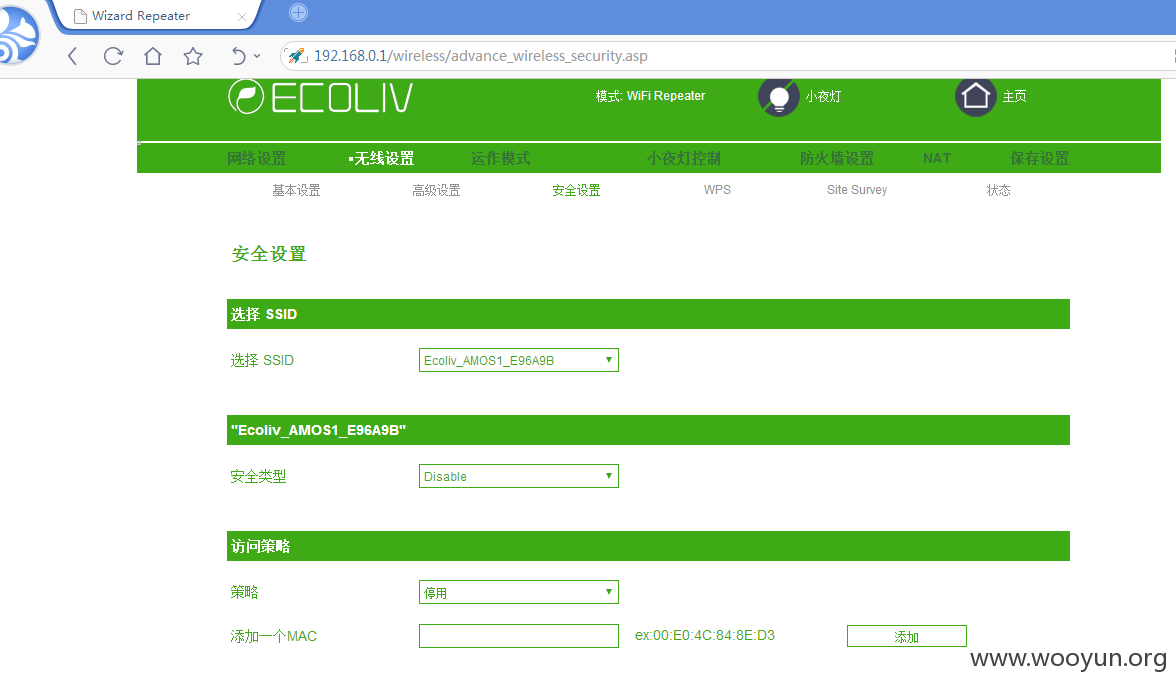 Wizard Repeater
192.168.0.1/wireless/advance_wireless_security.asp
ECOLIV 模式: WiFi Repeater 小夜灯 主页
网络设置 ▪无线设置 运作模式 小夜灯控制 防火墙设置 NAT 保存设置
基本设置 高级设置 安全设置 WPS Site Survey 状态
安全设置
选择 SSID
选择 SSID Ecoliv_AMOS1_E96A9B
"Ecoliv_AMOS1_E96A9B"
安全类型 Disable
访问策略
策略 停用
添加一个MAC ex:00:E0:4C:84:8E:D3 添加
www.wooyun.org